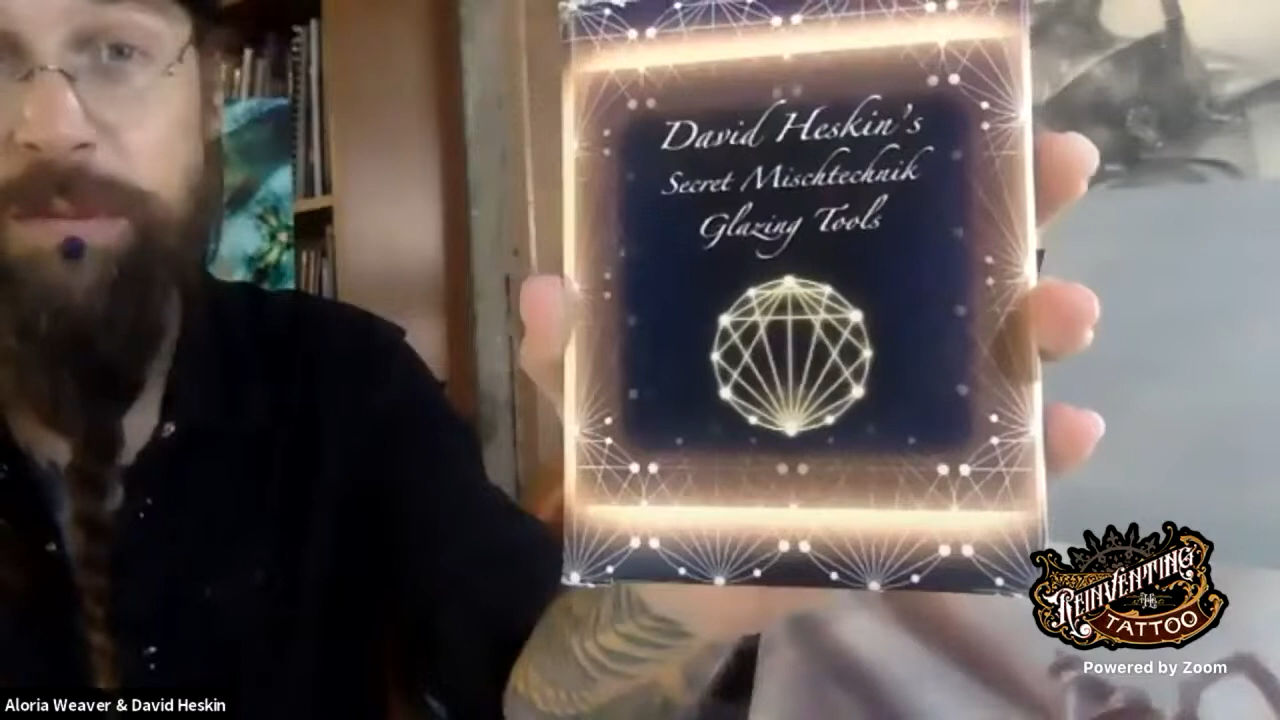 David Heskin's
Secret Mischtechnik
Glazing Tools
REINVENTING
THE
TATTOO
Powered by Zoom
Aloria Weaver & David Heskin